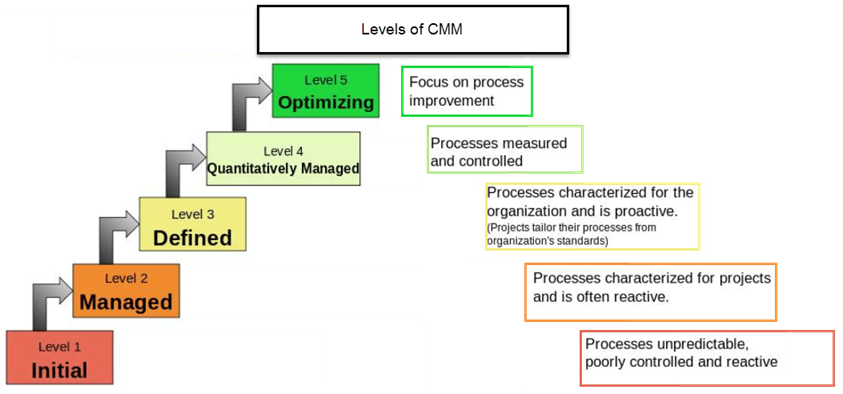 Levels of CMM
Level 5
Optimizing
Focus on process
improvement
Level 4
Quantitatively Managed
Processes measured
and controlled
Level 3
Defined
Processes characterized for the
organization and is proactive.
(Projects tailor their processes from
organization's standards)
Level 2
Managed
Processes characterized for projects
and is often reactive.
Level 1
Initial
Processes unpredictable,
poorly controlled and reactive